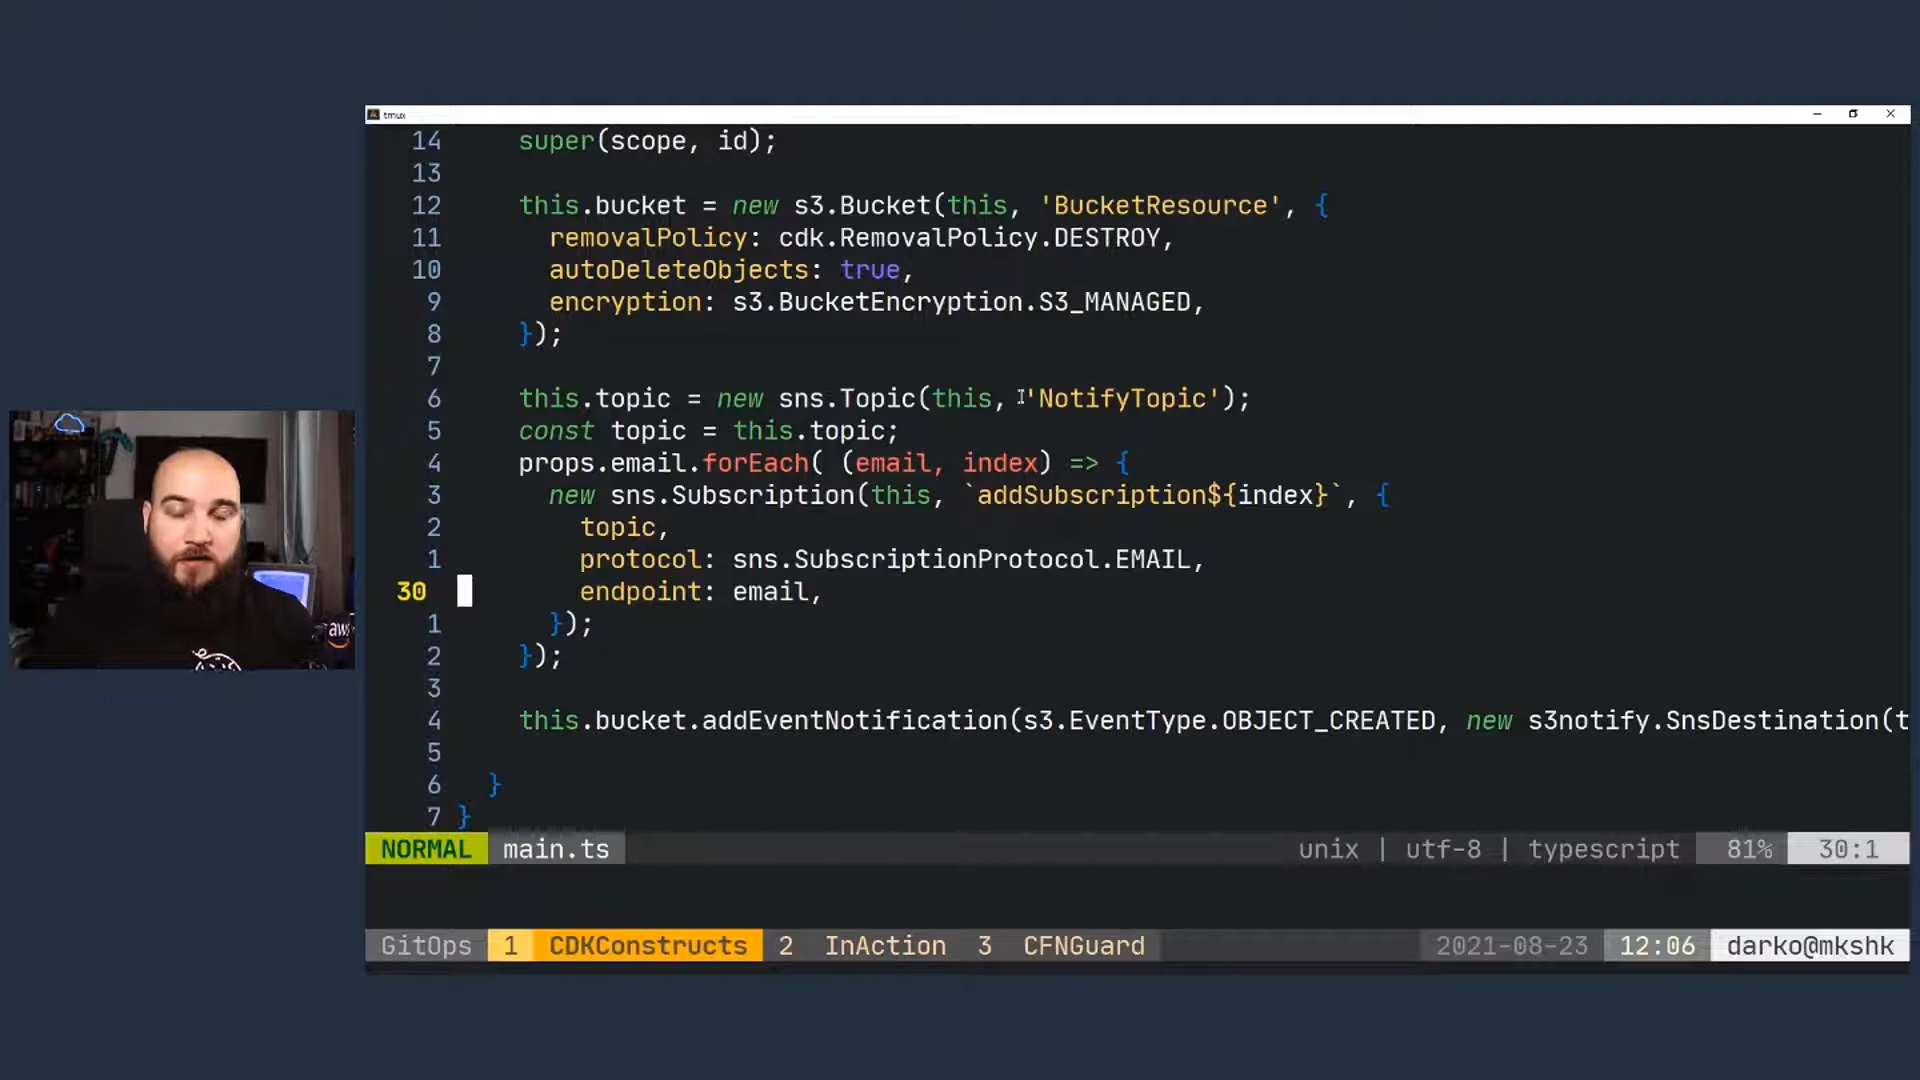 tmux
14 super(scope, id);
13
12 this.bucket = new s3.Bucket(this, 'BucketResource', {
11 removalPolicy: cdk.RemovalPolicy.DESTROY,
10 autoDeleteObjects: true,
9 encryption: s3.BucketEncryption.S3_MANAGED,
8 });
7
6 this.topic = new sns.Topic(this, 'NotifyTopic');
5 const topic = this.topic;
4 props.email.forEach( (email, index) => {
3 new sns.Subscription(this, `addSubscription${index}`, {
2 topic,
1 protocol: sns.SubscriptionProtocol.EMAIL,
30 endpoint: email,
1 });
2 });
3
4 this.bucket.addEventNotification(s3.EventType.OBJECT_CREATED, new s3notify.SnsDestination(t
5
6 }
7 }
NORMAL main.ts unix | utf-8 | typescript 81% 30:1
GitOps 1 CDKConstructs 2 InAction 3 CFNGuard 2021-08-23 12:06 darko@mkshk
aws